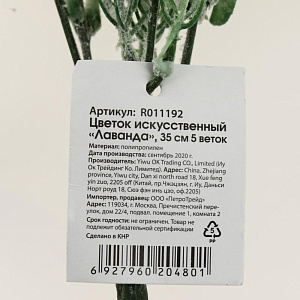 Артикул: R011192
Цветок искусственный
«Лаванда», 35 см 5 веток
Материал: полипропилен
Дата производства: сентябрь 2020 г.
Производитель: Yiwu OK Trading CO., Limited (Иу
Ок Трейдинг Ко. Лимитед). Адрес: China, Zhejiang
province, Yiwu city, Dan xi north road 18, Xue feng
yin zuo, 2205 off (Китай, пр.Чжэцзян, г. Иу, Даньси
Норт роуд 18, Сюэ фэн инь цзо, оф.2205)
Импортер, продавец: ООО «ПетроТрейд»
Адрес: 119034, г. Москва, Пречистенский пере-
улок, дом 22/4, подвал, помещение 1, комната 2
Срок годности: не ограничен. Товар не
подлежит обязательной сертификации
Сделано в КНР
5
PP
6 927960 204801